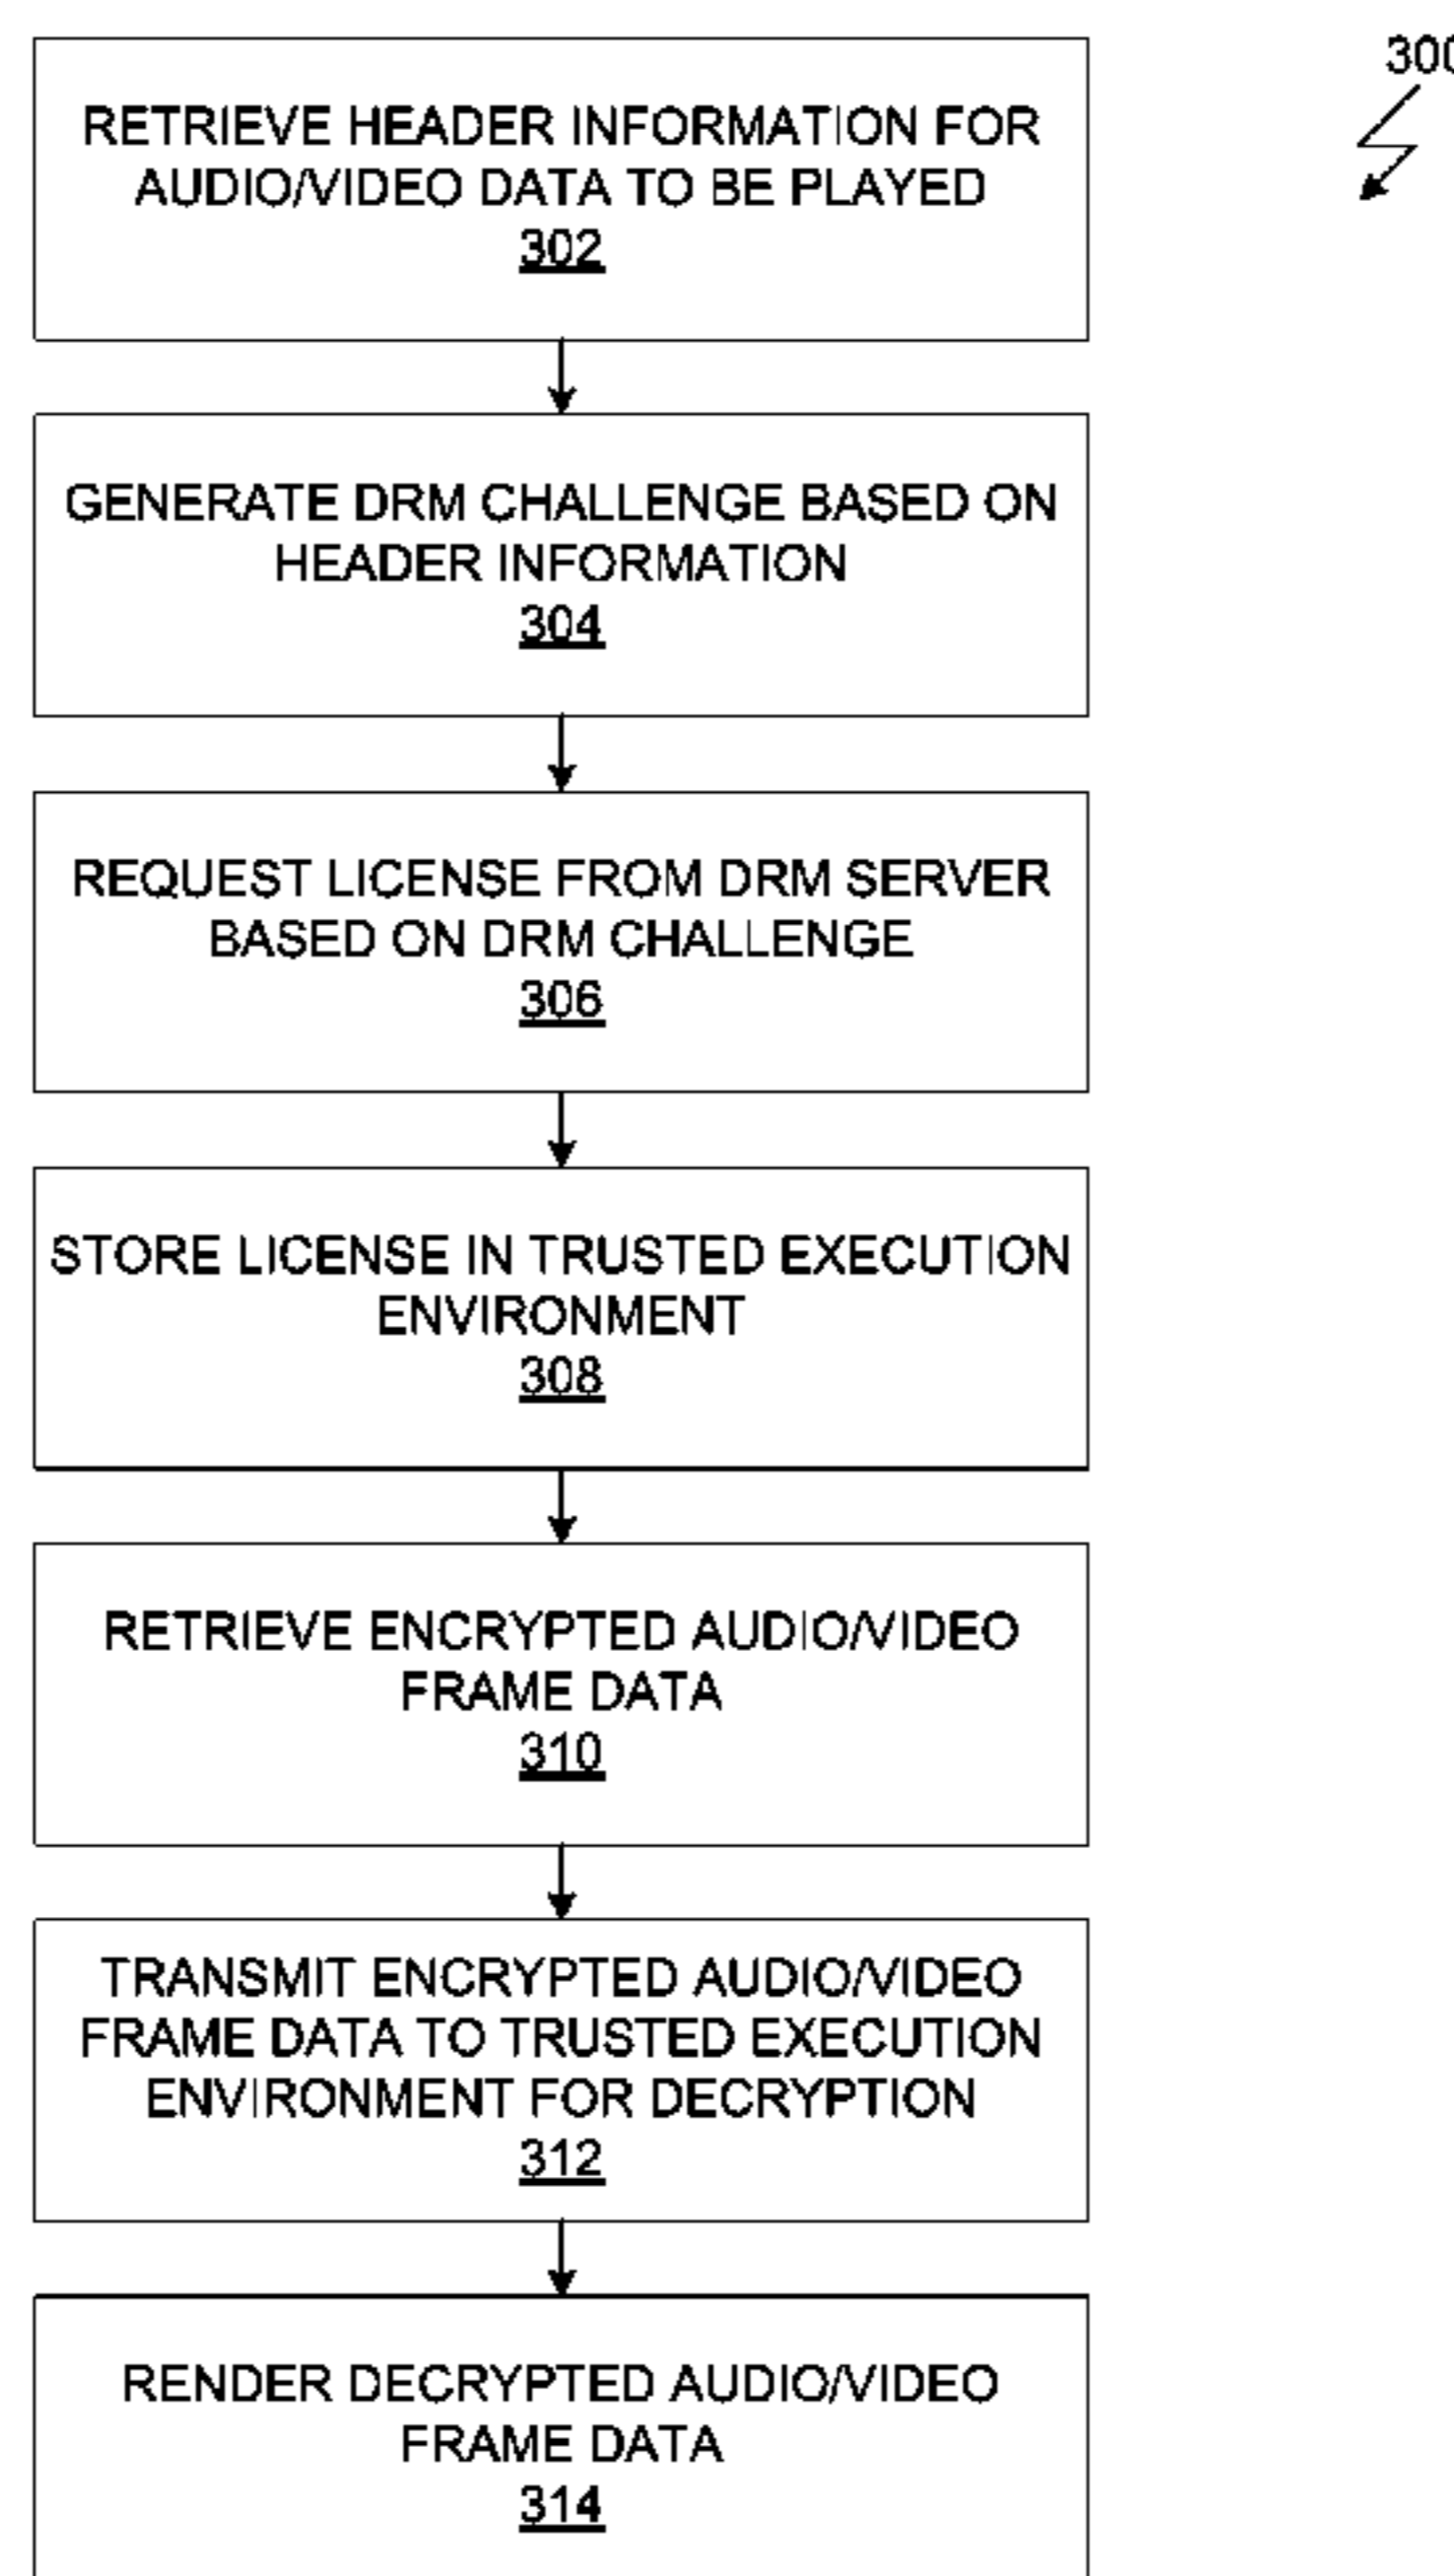 300
RETRIEVE HEADER INFORMATION FOR
AUDIO/VIDEO DATA TO BE PLAYED
302
GENERATE DRM CHALLENGE BASED ON
HEADER INFORMATION
304
REQUEST LICENSE FROM DRM SERVER
BASED ON DRM CHALLENGE
306
STORE LICENSE IN TRUSTED EXECUTION
ENVIRONMENT
308
RETRIEVE ENCRYPTED AUDIO/VIDEO
FRAME DATA
310
TRANSMIT ENCRYPTED AUDIO/VIDEO
FRAME DATA TO TRUSTED EXECUTION
ENVIRONMENT FOR DECRYPTION
312
RENDER DECRYPTED AUDIO/VIDEO
FRAME DATA
314